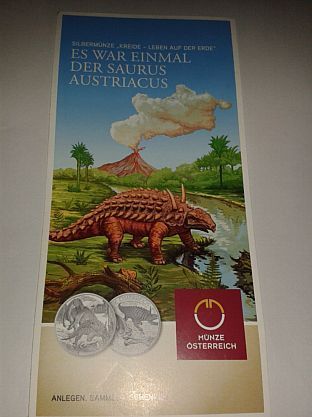 SILBERMÜNZE „KREIDE – LEBEN AUF DER ERDE"
ES WAR EINMAL
DER SAURUS
AUSTRIACUS
MÜNZE
ÖSTERREICH
ANLEGEN. SAMMELN.